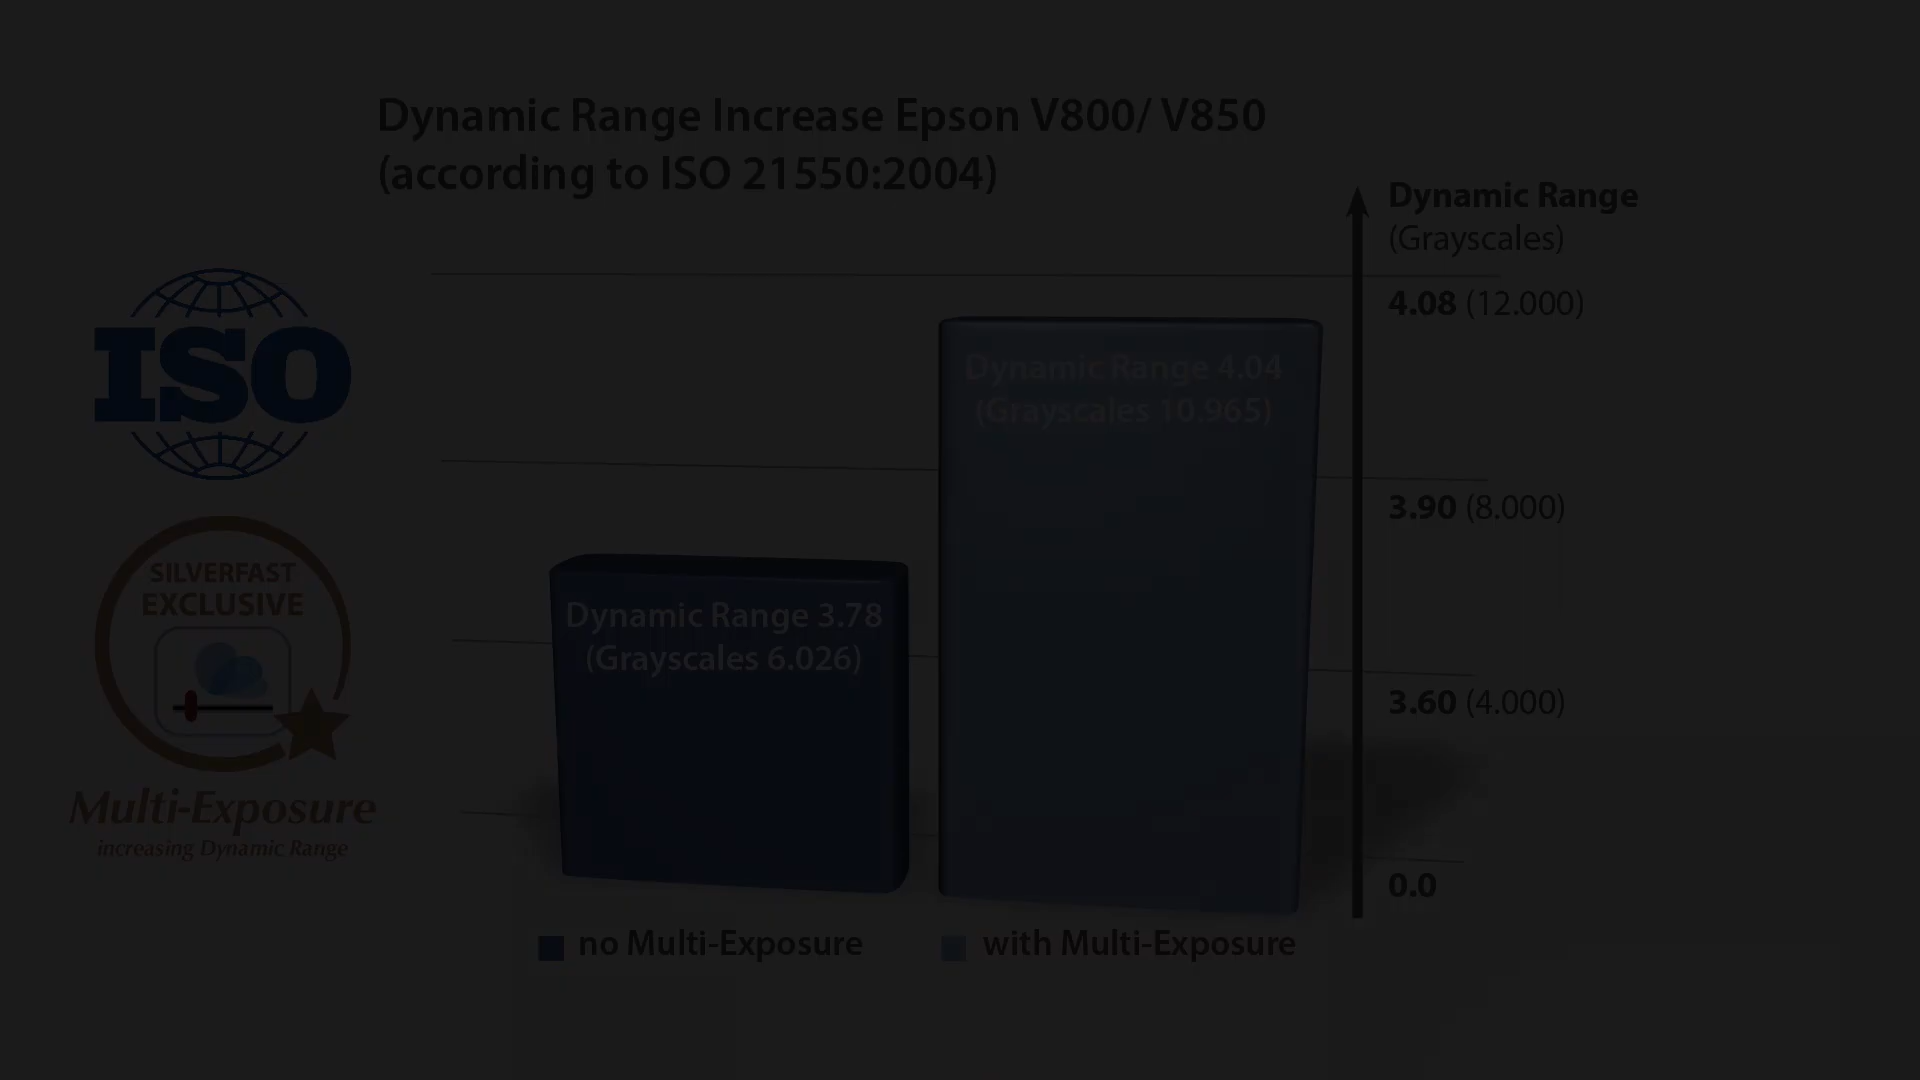 Dynamic Range Increase Epson V800/ V850
(according to ISO 21550:2004)
Dynamic Range
(Grayscales)
4.08 (12.000)
3.90 (8.000)
3.60 (4.000)
0.0
ISO
SILVERFAST
EXCLUSIVE
Multi-Exposure
increasing Dynamic Range
Dynamic Range 3.78
(Grayscales 6.026)
Dynamic Range 4.04
(Grayscales 10.965)
no Multi-Exposure
with Multi-Exposure